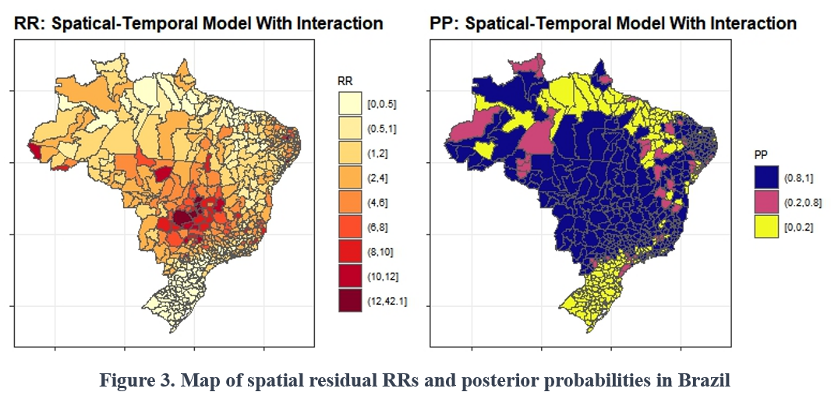 RR: Spatical-Temporal Model With Interaction
RR
[0,0.5]
(0.5,1]
(1,2]
(2,4]
(4,6]
(6,8]
(8,10]
(10,12]
(12,42.1]
PP: Spatical-Temporal Model With Interaction
PP
(0.8,1]
(0.2,0.8]
[0,0.2]
Figure 3. Map of spatial residual RRs and posterior probabilities in Brazil